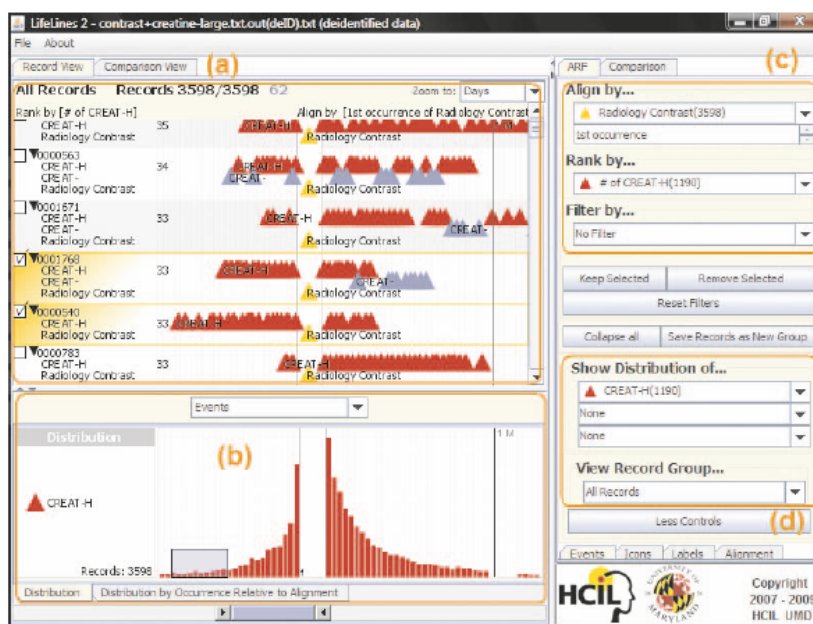 LifeLines 2 - contrast+creatine-large.txt.out(deID).txt (deidentified data)
File About
Record View Comparison View (a)
All Records Records 3598/3598 62 Zoom to: Days
Rank by [# of CREAT-H] Align by [1st occurrence of Radiology Contrast
CREAT-H 35 CREAT-H
Radiology Contrast Radiology Contrast
0000563
CREAT-H 34 CREAT-H
CREAT- CREAT-
Radiology Contrast Radiology Contrast
0001671
CREAT-H 33 CREAT-H
CREAT- CREAT-
Radiology Contrast Radiology Contrast
0001768
CREAT-H 33 CREAT-H
CREAT- CREAT-
Radiology Contrast Radiology Contrast
0000540
CREAT-H 33 CREAT-H
Radiology Contrast Radiology Contrast
0000783
CREAT-H 33 CREAT-H
Radiology Contrast Radiology Contrast
Events
Distribution
(b)
1 M
CREAT-H
Records: 3598
Distribution Distribution by Occurrence Relative to Alignment
(c)
ARF Comparison
Align by...
Radiology Contrast(3598)
1st occurrence
Rank by...
# of CREAT-H(1190)
Filter by...
No Filter
Keep Selected Remove Selected
Reset Filters
Collapse all Save Records as New Group
Show Distribution of...
CREAT-H(1190)
None
None
View Record Group...
All Records
Less Controls (d)
Events Icons Labels Alignment
HCIL
UNIVERSITY OF
MARYLAND
Copyright
2007 - 2009
HCIL UMD